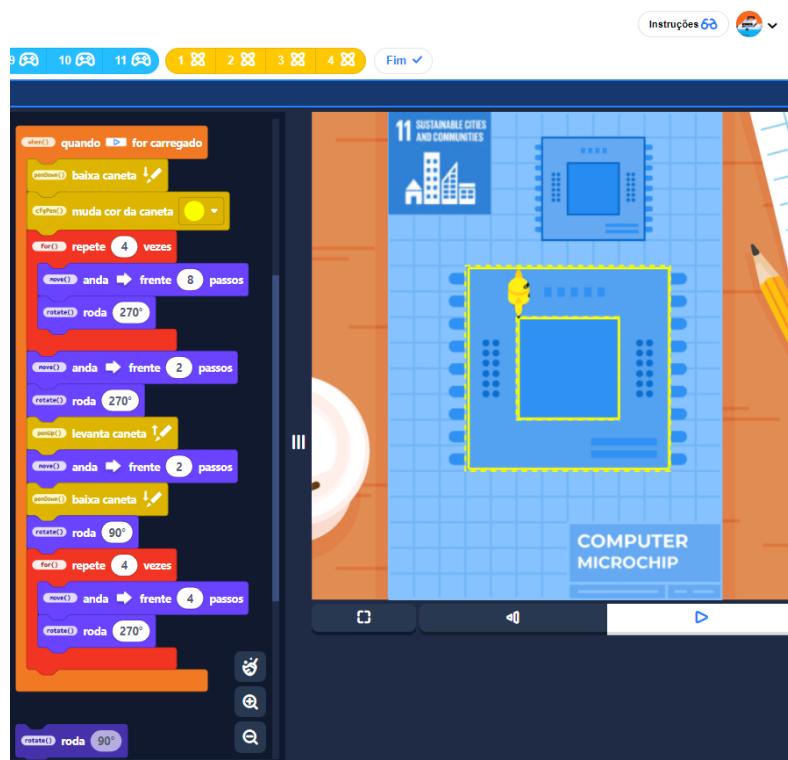 Instruções
9 10 11 1 2 3 4 Fim
when() quando for carregado
penDown() baixa caneta
cfgPen() muda cor da caneta
for() repete 4 vezes
move() anda frente 8 passos
rotate() roda 270°
move() anda frente 2 passos
rotate() roda 270°
penUp() levanta caneta
move() anda frente 2 passos
penDown() baixa caneta
rotate() roda 90°
for() repete 4 vezes
move() anda frente 4 passos
rotate() roda 270°
rotate() roda 90°
11 SUSTAINABLE CITIES
AND COMMUNITIES
COMPUTER
MICROCHIP